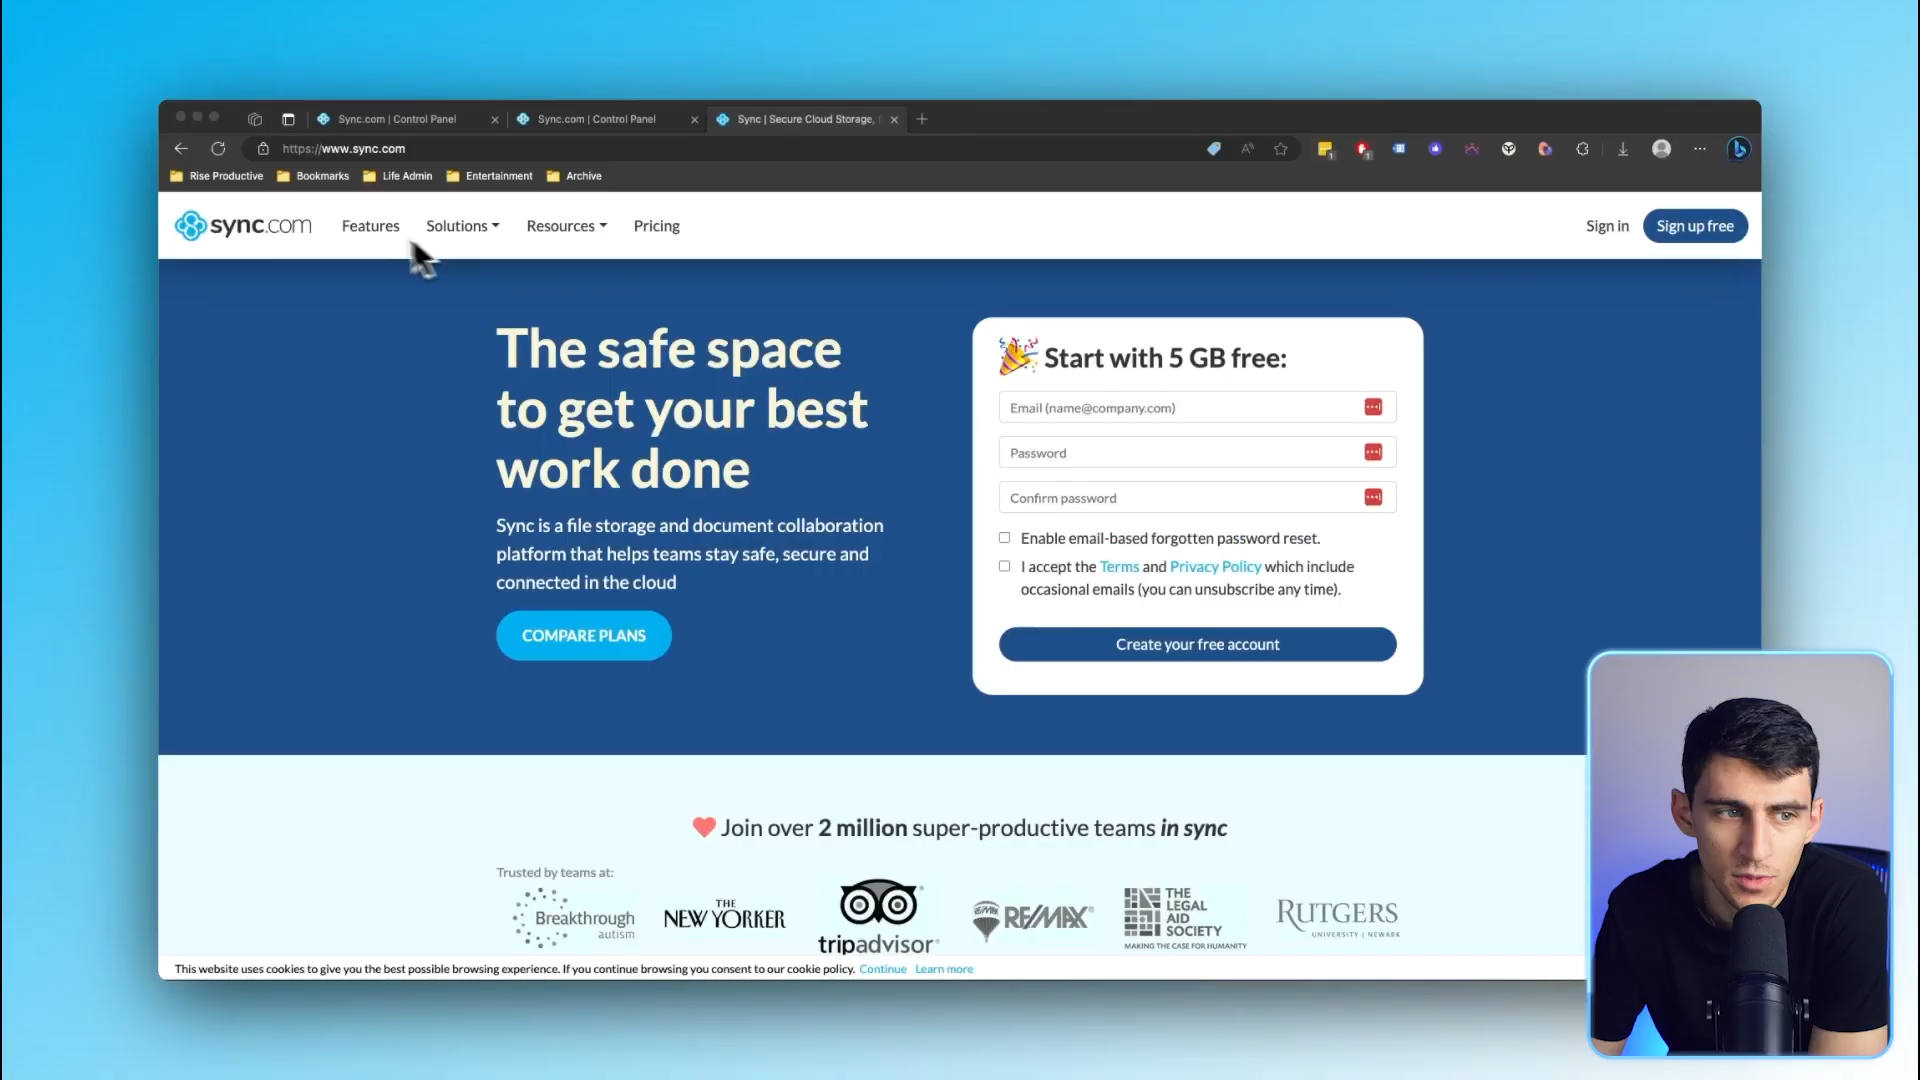 Sync.com | Control Panel
Sync.com | Control Panel
Sync | Secure Cloud Storage,
https://www.sync.com
1
1
Rise Productive
Bookmarks
Life Admin
Entertainment
Archive
sync.com
Features
Solutions
Resources
Pricing
Sign in
Sign up free
The safe space
to get your best
work done
Sync is a file storage and document collaboration
platform that helps teams stay safe, secure and
connected in the cloud
COMPARE PLANS
Start with 5 GB free:
Email (name@company.com)
Password
Confirm password
Enable email-based forgotten password reset.
I accept the Terms and Privacy Policy which include
occasional emails (you can unsubscribe any time).
Create your free account
Join over 2 million super-productive teams in sync
Trusted by teams at:
Breakthrough
autism
THE
NEW YORKER
tripadvisor®
RE/MAX®
THE
LEGAL
AID
SOCIETY
MAKING THE CASE FOR HUMANITY
RUTGERS
UNIVERSITY | NEWARK
This website uses cookies to give you the best possible browsing experience. If you continue browsing you consent to our cookie policy. Continue Learn more